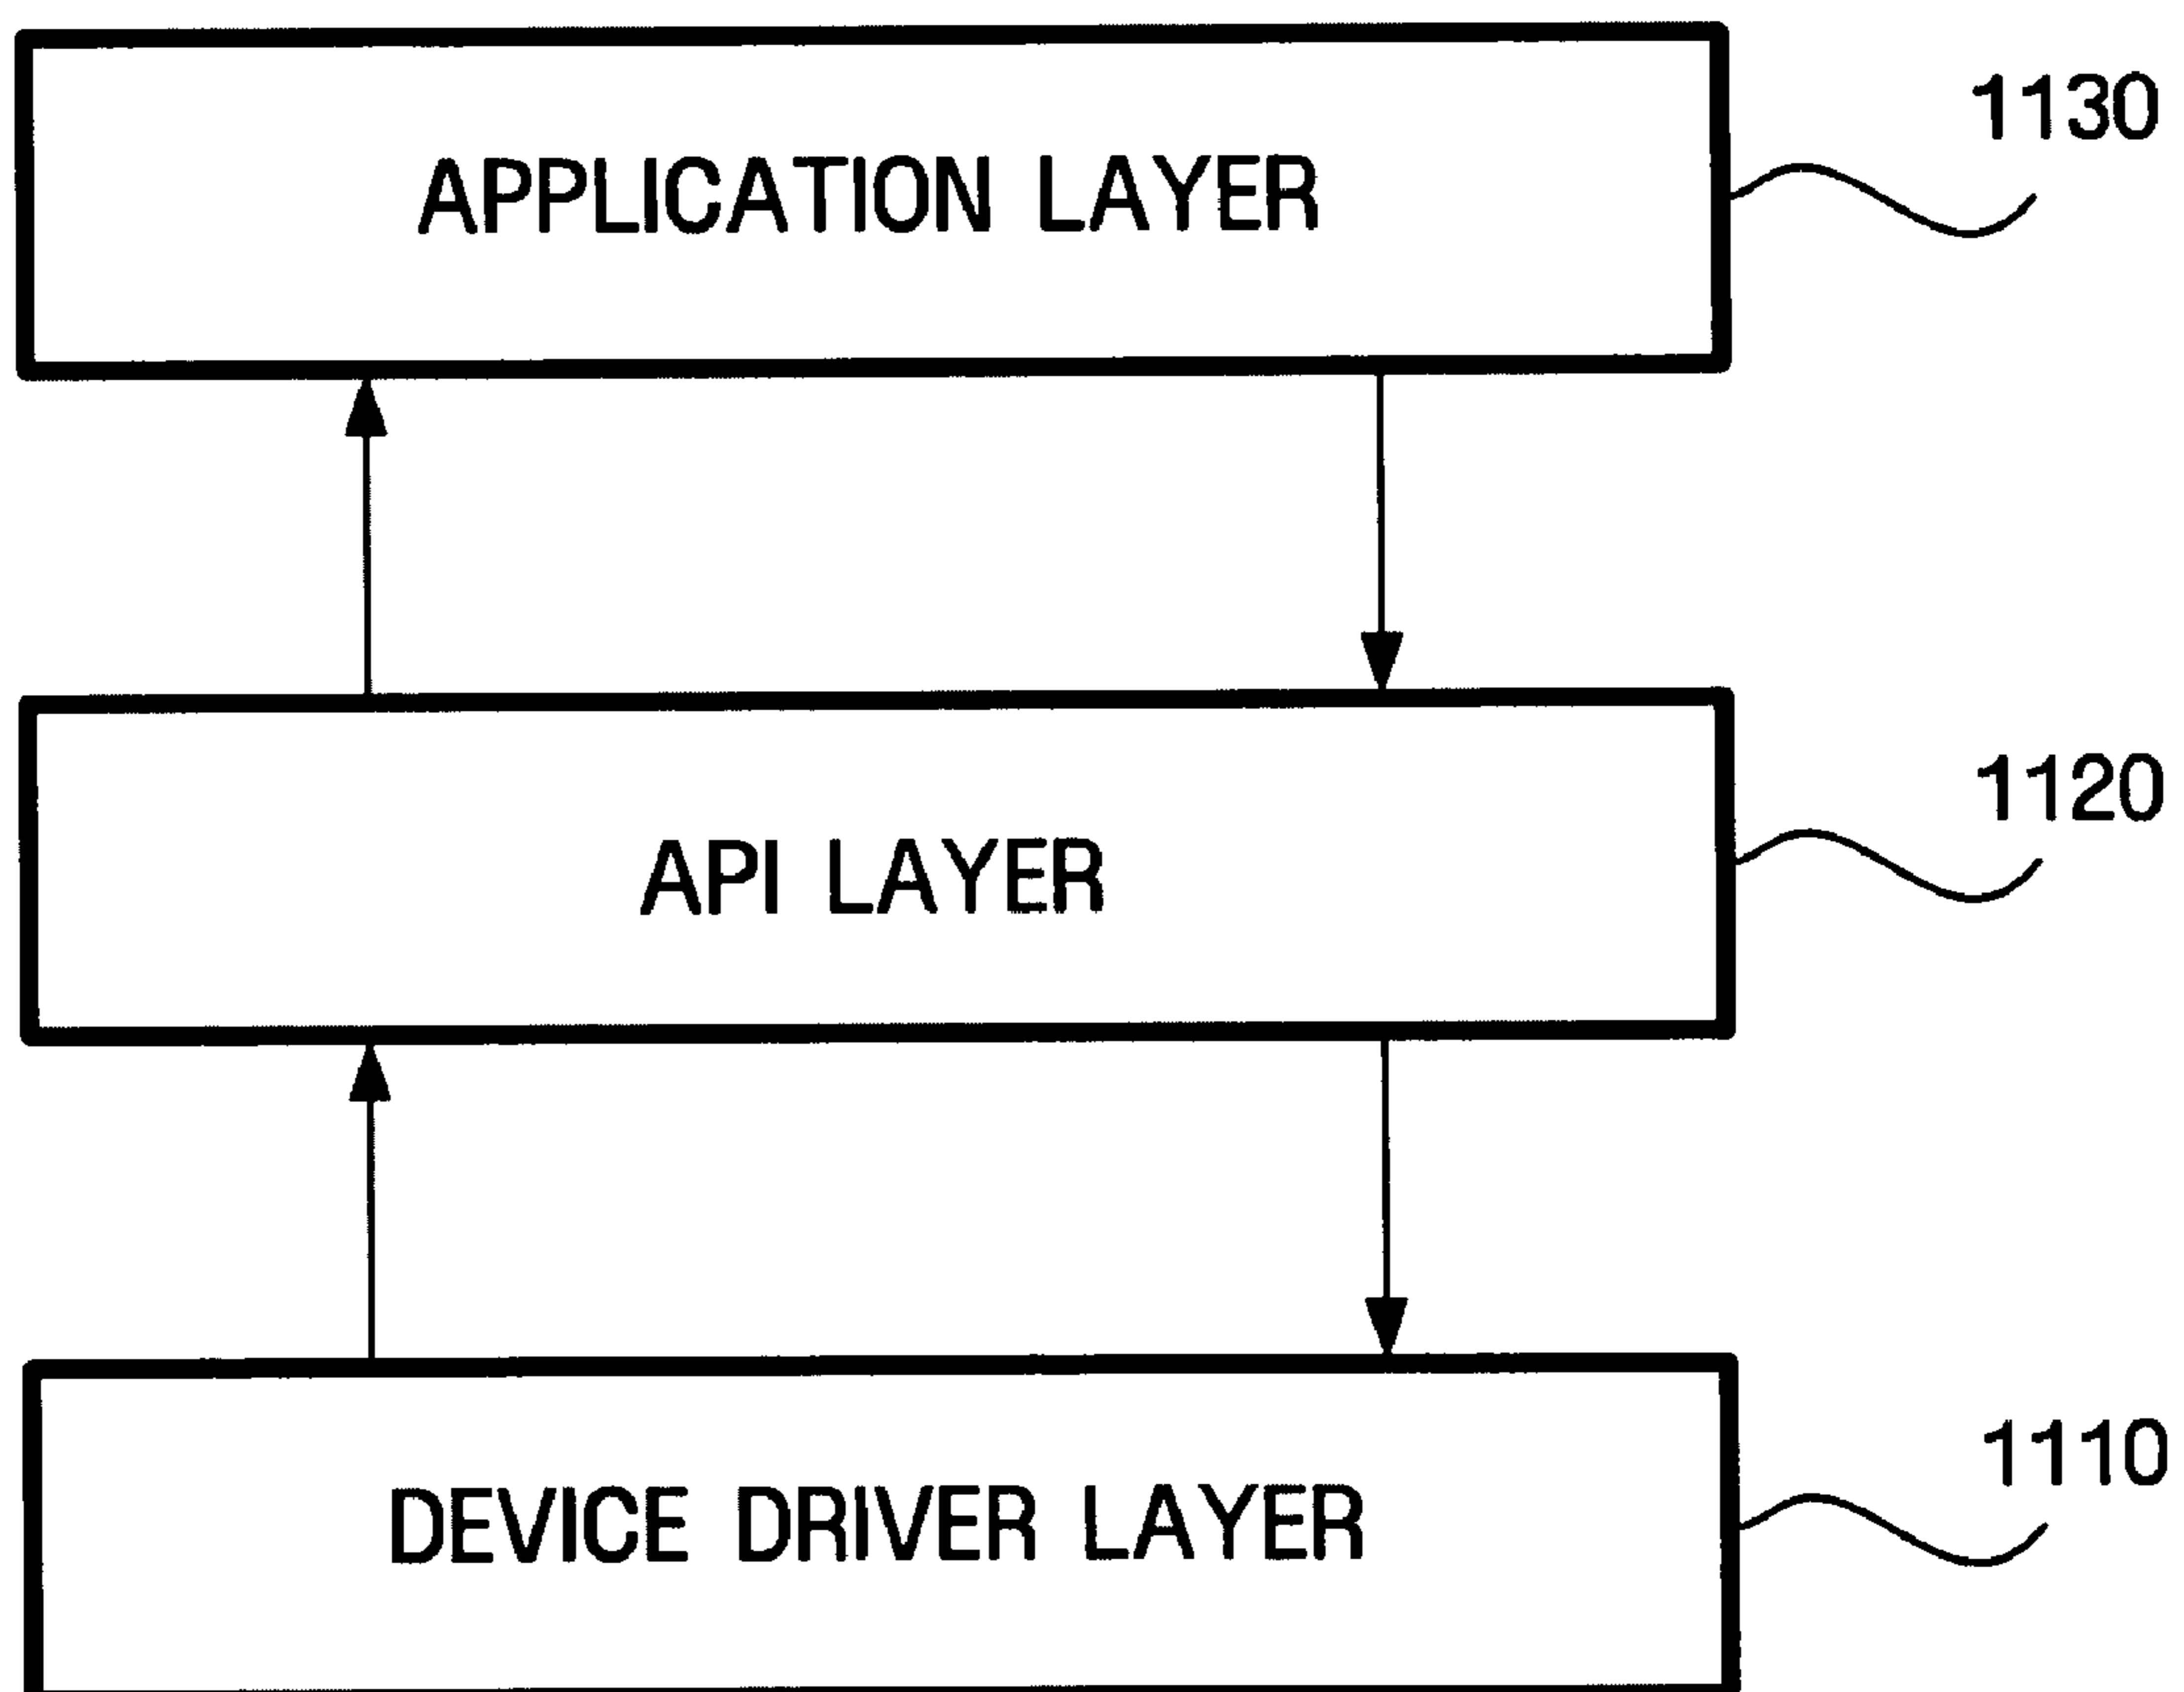 1130
APPLICATION LAYER
1120
API LAYER
1110
DEVICE DRIVER LAYER